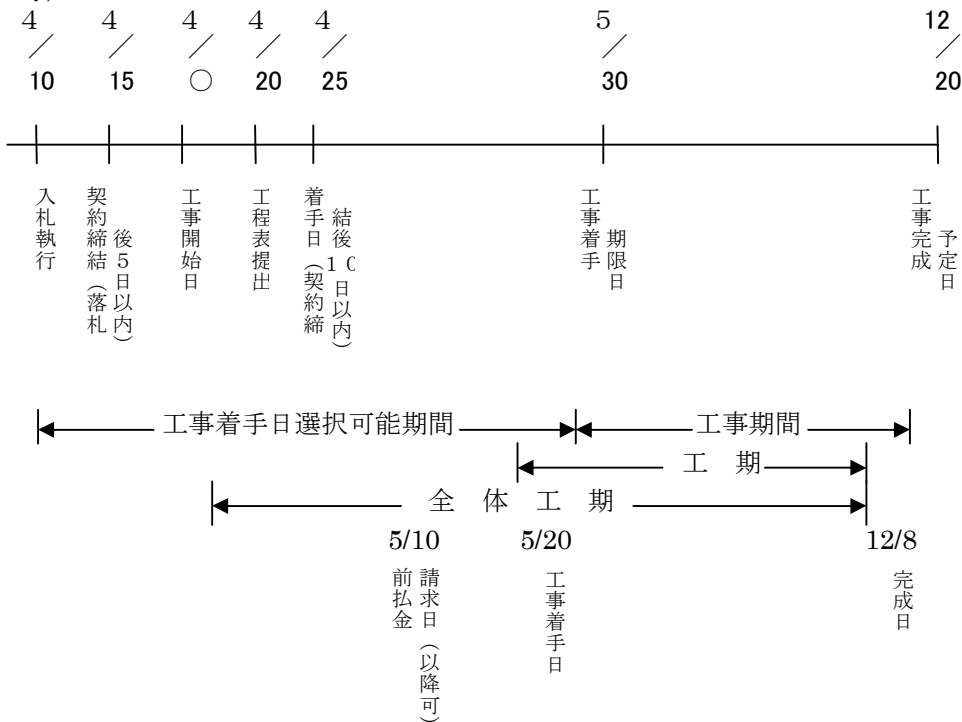 4／10
4／15
4／○
4／20
4／25
5／30
12／20
入札執行
契約締結（落札
後５日以内）
工事開始日
工程表提出
着手日（契約締
結後１０日以内）
工事着手
期限日
工事完成
予定日
工事着手日選択可能期間
工事期間
工　期
全　体　工　期
5/10
5/20
12/8
前払金
請求日（以降可）
工事着手日
完成日